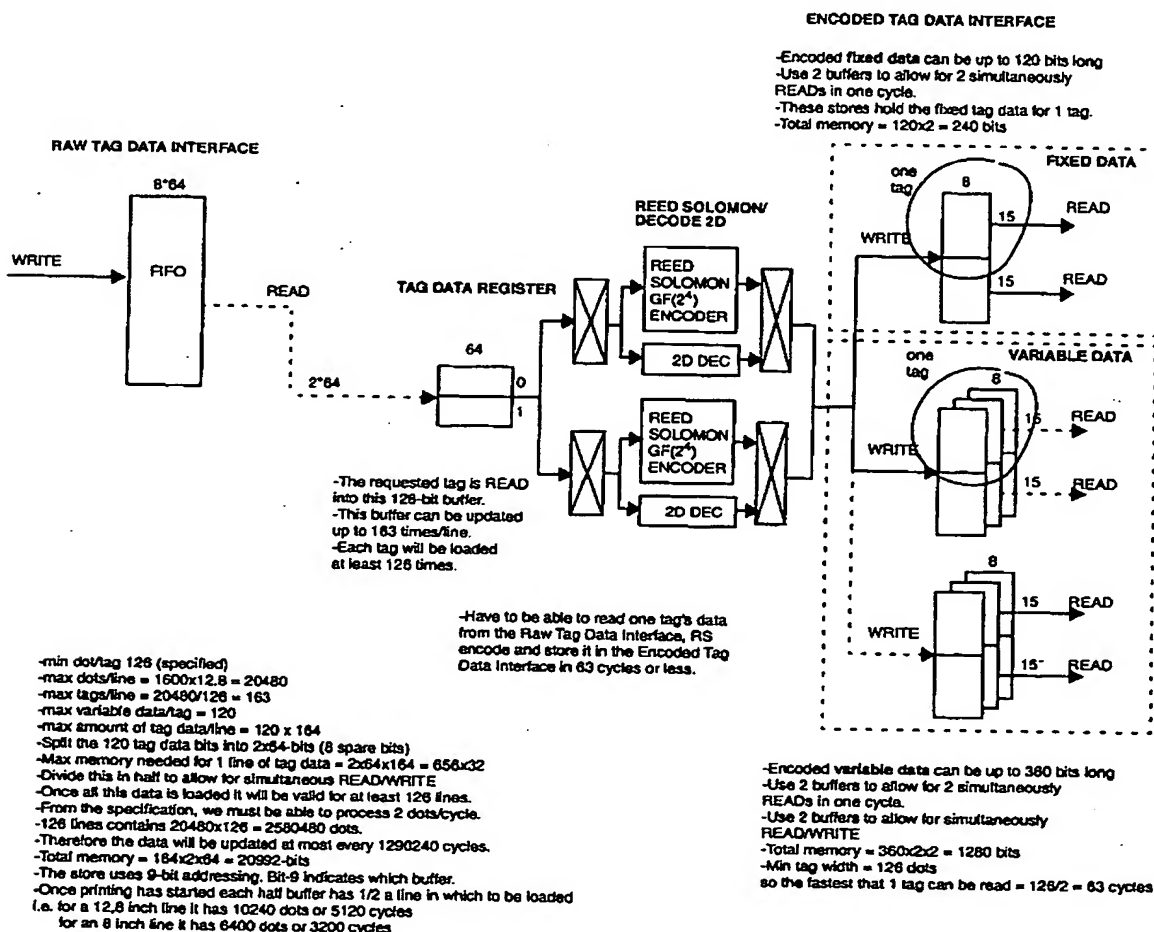 ENCODED TAG DATA INTERFACE
-Encoded fixed data can be up to 120 bits long
-Use 2 buffers to allow for 2 simultaneously
READs in one cycle.
-These stores hold the fixed tag data for 1 tag.
-Total memory = 120x2 = 240 bits
RAW TAG DATA INTERFACE
8*64
FIFO
WRITE
READ
2*64
TAG DATA REGISTER
64
0
1
REED SOLOMON/
DECODE 2D
REED
SOLOMON
GF(2⁴)
ENCODER
2D DEC
REED
SOLOMON
GF(2⁴)
ENCODER
2D DEC
FIXED DATA
one
tag
8
15
READ
WRITE
15
READ
VARIABLE DATA
one
tag
8
15
READ
WRITE
15
READ
8
15
READ
WRITE
15
READ
-The requested tag is READ
into this 126-bit buffer.
-This buffer can be updated
up to 163 times/line.
-Each tag will be loaded
at least 126 times.
-Have to be able to read one tag's data
from the Raw Tag Data Interface, RS
encode and store it in the Encoded Tag
Data Interface in 63 cycles or less.
-min dot/tag 126 (specified)
-max dots/line = 1600x12.8 = 20480
-max tags/line = 20480/126 = 163
-max variable data/tag = 120
-max amount of tag data/line = 120 x 164
-Split the 120 tag data bits into 2x64-bits (8 spare bits)
-Max memory needed for 1 line of tag data = 2x64x164 = 656x32
-Divide this in half to allow for simultaneous READ/WRITE
-Once all this data is loaded it will be valid for at least 126 lines.
-From the specification, we must be able to process 2 dots/cycle.
-126 lines contains 20480x126 = 2580480 dots.
-Therefore the data will be updated at most every 1290240 cycles.
-Total memory = 164x2x64 = 20992-bits
-The store uses 9-bit addressing. Bit-9 indicates which buffer.
-Once printing has started each half buffer has 1/2 a line in which to be loaded
i.e. for a 12,8 inch line it has 10240 dots or 5120 cycles
for an 8 inch line it has 6400 dots or 3200 cycles
-Encoded variable data can be up to 360 bits long
-Use 2 buffers to allow for 2 simultaneously
READs in one cycle.
-Use 2 buffers to allow for simultaneously
READ/WRITE
-Total memory = 360x2x2 = 1280 bits
-Min tag width = 126 dots
so the fastest that 1 tag can be read = 126/2 = 63 cycles